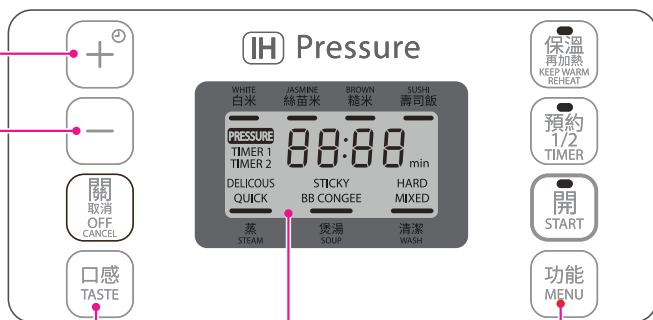 IH Pressure
+
−
關
取消
OFF
CANCEL
口感
TASTE
WHITE JASMINE BROWN SUSHI
白米 絲苗米 糙米 壽司飯
PRESSURE
TIMER 1
TIMER 2
88:88 min
DELICOUS STICKY HARD
QUICK BB CONGEE MIXED
蒸 煲湯 清潔
STEAM SOUP WASH
保溫
再加熱
KEEP WARM
REHEAT
預約
1/2
TIMER
開
START
功能
MENU